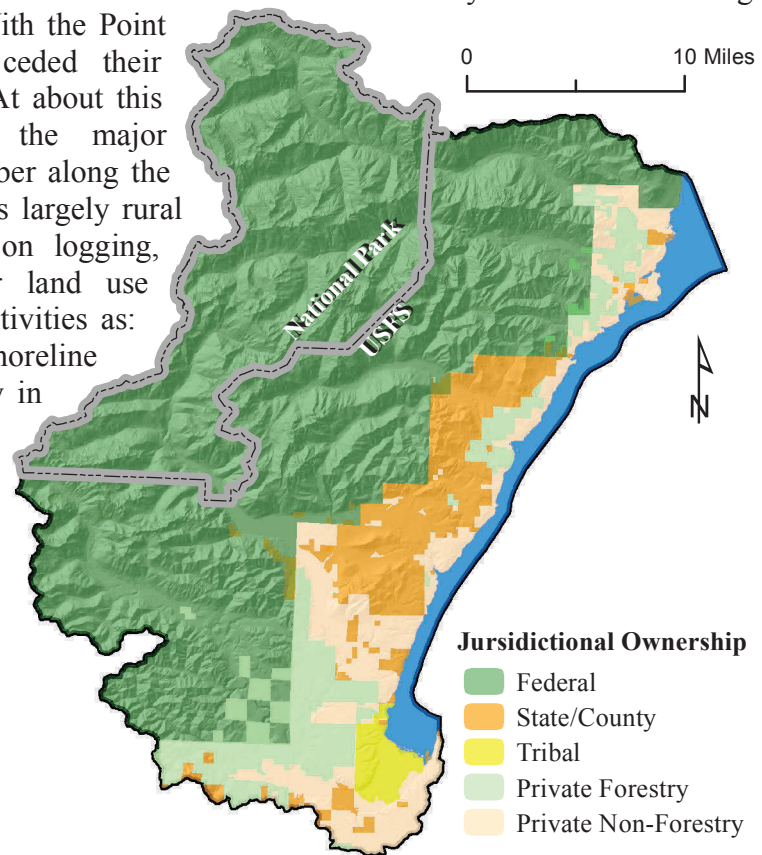 With the Point
ceded their
At about this
the major
ber along the
s largely rural
on logging,
land use
tivities as:
horeline
in
0 10 Miles
National Park
USFS
N
Jursidictional Ownership
Federal
State/County
Tribal
Private Forestry
Private Non-Forestry